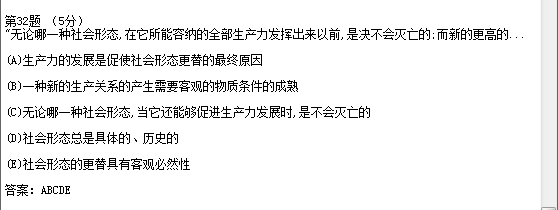 第32题 （5分）
“无论哪一种社会形态,在它所能容纳的全部生产力发挥出来以前,是决不会灭亡的;而新的更高的...
(A)生产力的发展是促使社会形态更替的最终原因
(B)一种新的生产关系的产生需要客观的物质条件的成熟
(C)无论哪一种社会形态,当它还能够促进生产力发展时,是不会灭亡的
(D)社会形态总是具体的、历史的
(E)社会形态的更替具有客观必然性
答案：ABCDE